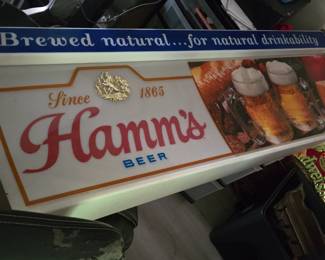 Brewed natural...for natural drinkability
Since 1865
Hamm's
BEER